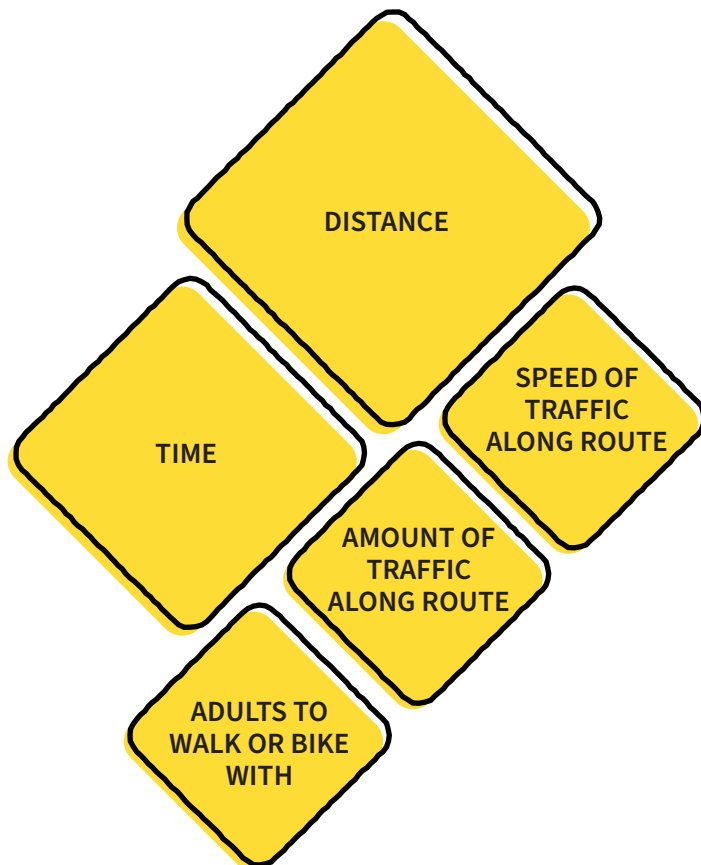 DISTANCE
SPEED OF
TRAFFIC
ALONG ROUTE
TIME
AMOUNT OF
TRAFFIC
ALONG ROUTE
ADULTS TO
WALK OR BIKE
WITH